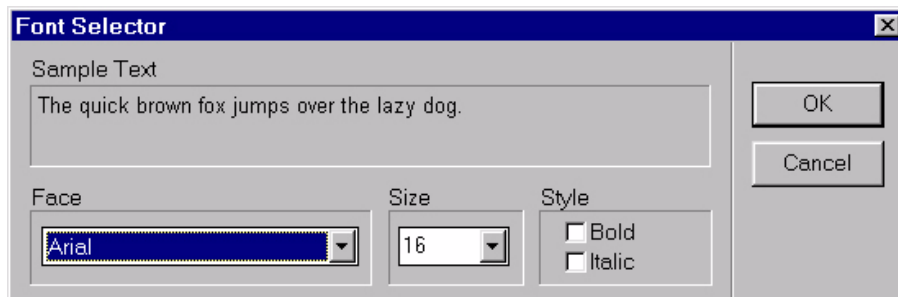 Font Selector
Sample Text
The quick brown fox jumps over the lazy dog.
OK
Cancel
Face
Size
Style
Arial
16
Bold
Italic